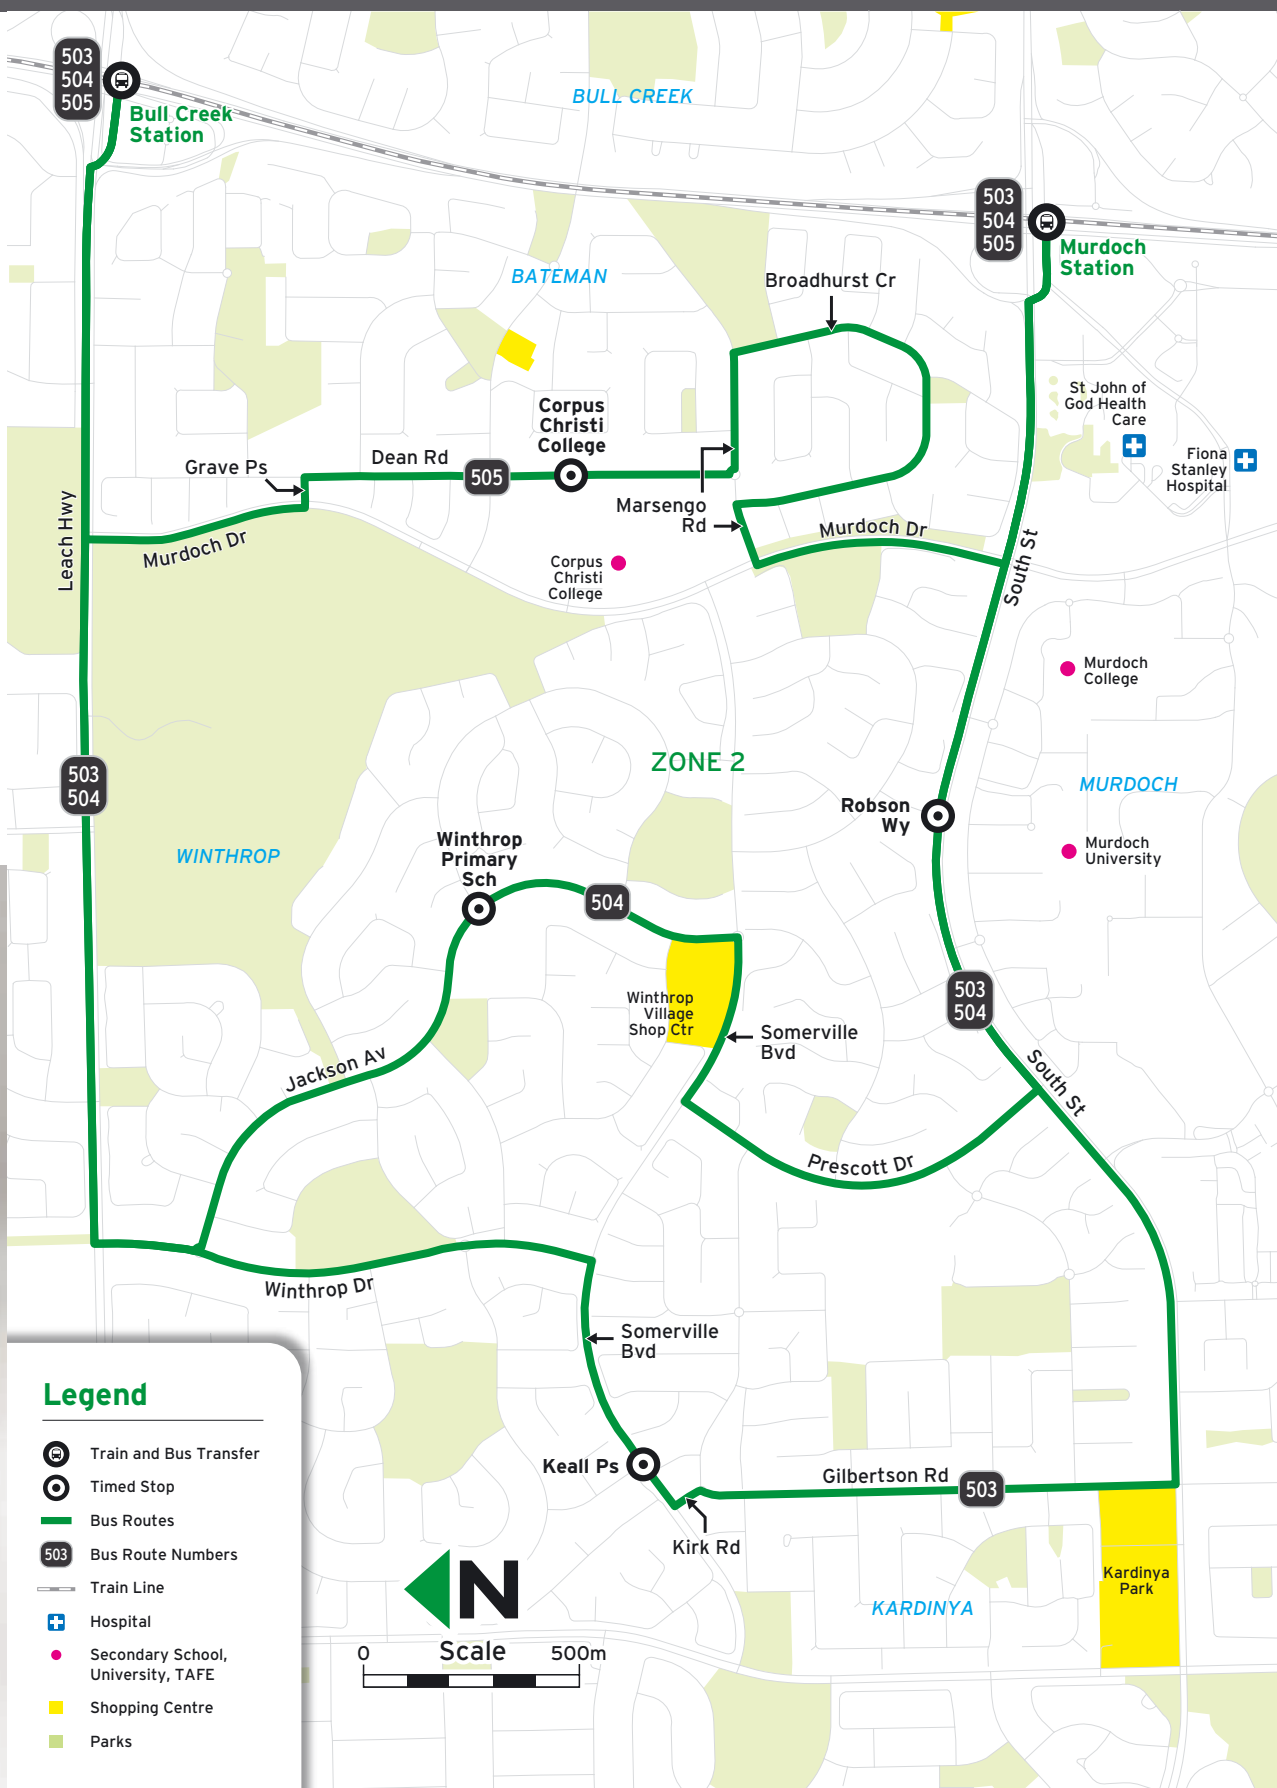 503
504
505
Bull Creek
Station
BULL CREEK
503
504
505
Murdoch
Station
BATEMAN
Broadhurst Cr
St John of
God Health
Care
Fiona
Stanley
Hospital
Corpus
Christi
College
Grave Ps
Dean Rd
505
Marsengo
Rd
Leach Hwy
Murdoch Dr
Murdoch Dr
South St
Corpus
Christi
College
Murdoch
College
ZONE 2
503
504
MURDOCH
Robson
Wy
Murdoch
University
WINTHROP
Winthrop
Primary
Sch
504
503
504
Winthrop
Village
Shop Ctr
Somerville
Bvd
Jackson Av
South St
Prescott Dr
Winthrop Dr
Somerville
Bvd
Keall Ps
Gilbertson Rd
503
Kirk Rd
Kardinya
Park
KARDINYA
N
0
Scale
500m
Legend
Train and Bus Transfer
Timed Stop
Bus Routes
503
Bus Route Numbers
Train Line
Hospital
Secondary School,
University, TAFE
Shopping Centre
Parks